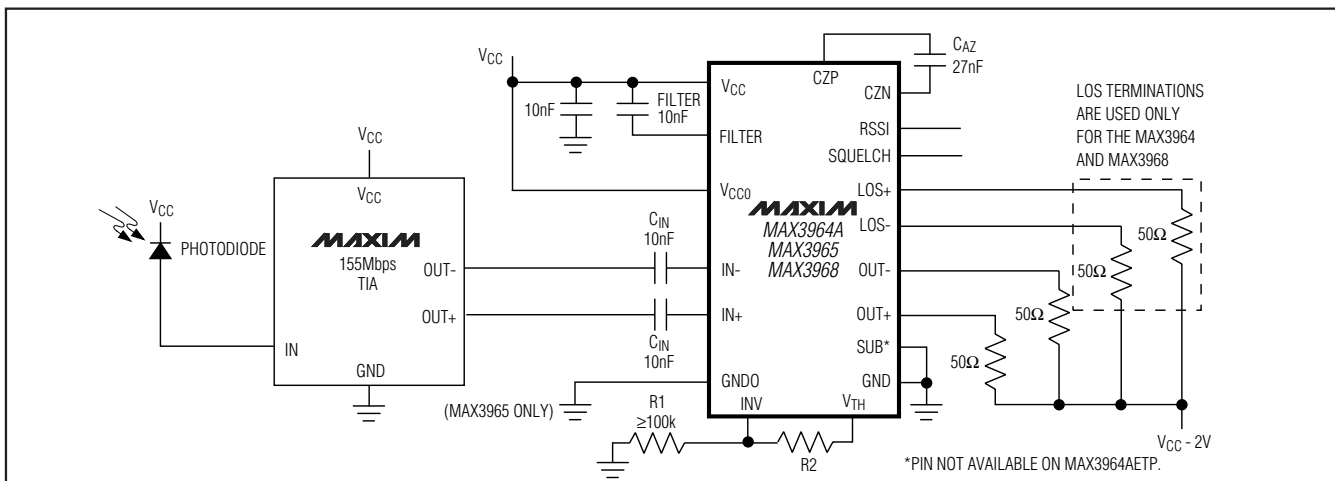 VCC
10nF
FILTER
10nF
VCC
FILTER
VCCO
CZP
CAZ
27nF
CZN
RSSI
SQUELCH
LOS+
LOS-
OUT-
OUT+
SUB*
GND
MAXIM
MAX3964A
MAX3965
MAX3968
LOS TERMINATIONS
ARE USED ONLY
FOR THE MAX3964
AND MAX3968
50Ω
50Ω
50Ω
50Ω
VCC - 2V
VCC
VCC
VCC
PHOTODIODE
MAXIM
155Mbps
TIA
OUT-
OUT+
IN
GND
CIN
10nF
IN-
CIN
10nF
IN+
GNDO
(MAX3965 ONLY)
INV
VTH
R1
≥100k
R2
*PIN NOT AVAILABLE ON MAX3964AETP.